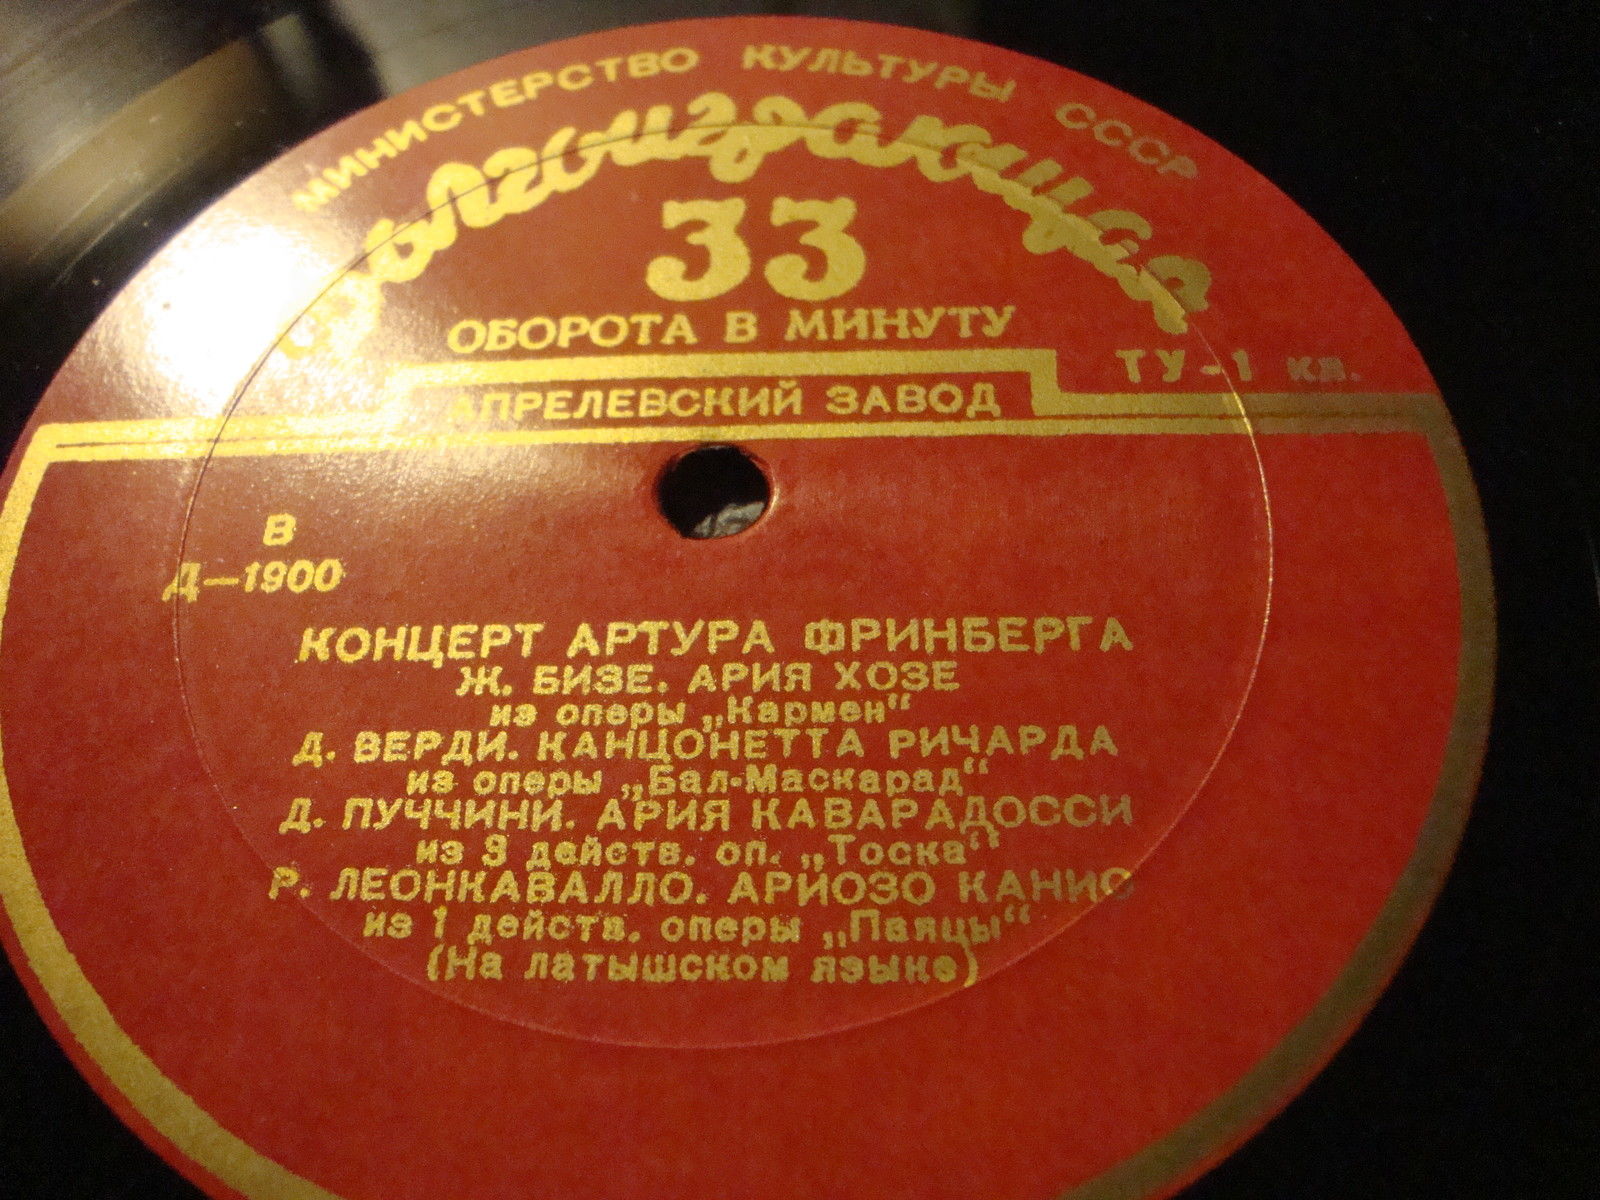 МИНИСТЕРСТВО КУЛЬТУРЫ СССР
Долгоиграющая
33
ОБОРОТА В МИНУТУ
ТУ-1 кл.
АПРЕЛЕВСКИЙ ЗАВОД
В
Д—1900
КОНЦЕРТ АРТУРА ФРИНБЕРГА
Ж. БИЗЕ. АРИЯ ХОЗЕ
из оперы „Кармен“
Д. ВЕРДИ. КАНЦОНЕТТА РИЧАРДА
из оперы „Бал-Маскарад“
Д. ПУЧЧИНИ. АРИЯ КАВАРАДОССИ
из 3 действ. оп. „Тоска“
Р. ЛЕОНКАВАЛЛО. АРИОЗО КАНИО
из 1 действ. оперы „Паяцы“
(На латышском языке)